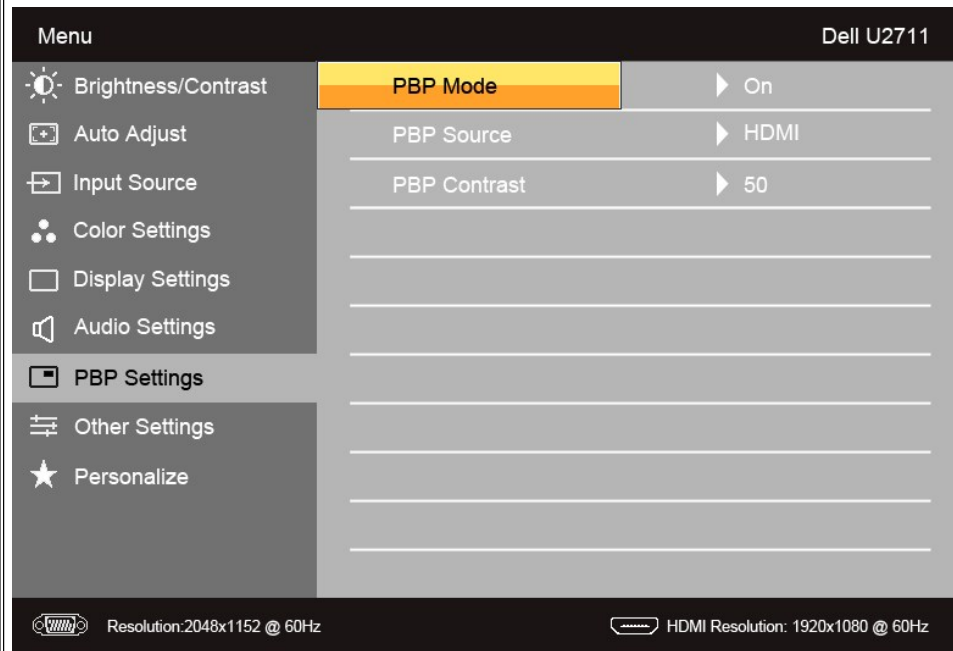 Menu Dell U2711
Brightness/Contrast PBP Mode On
Auto Adjust PBP Source HDMI
Input Source PBP Contrast 50
Color Settings
Display Settings
Audio Settings
PBP Settings
Other Settings
Personalize
Resolution:2048x1152 @ 60Hz HDMI Resolution: 1920x1080 @ 60Hz